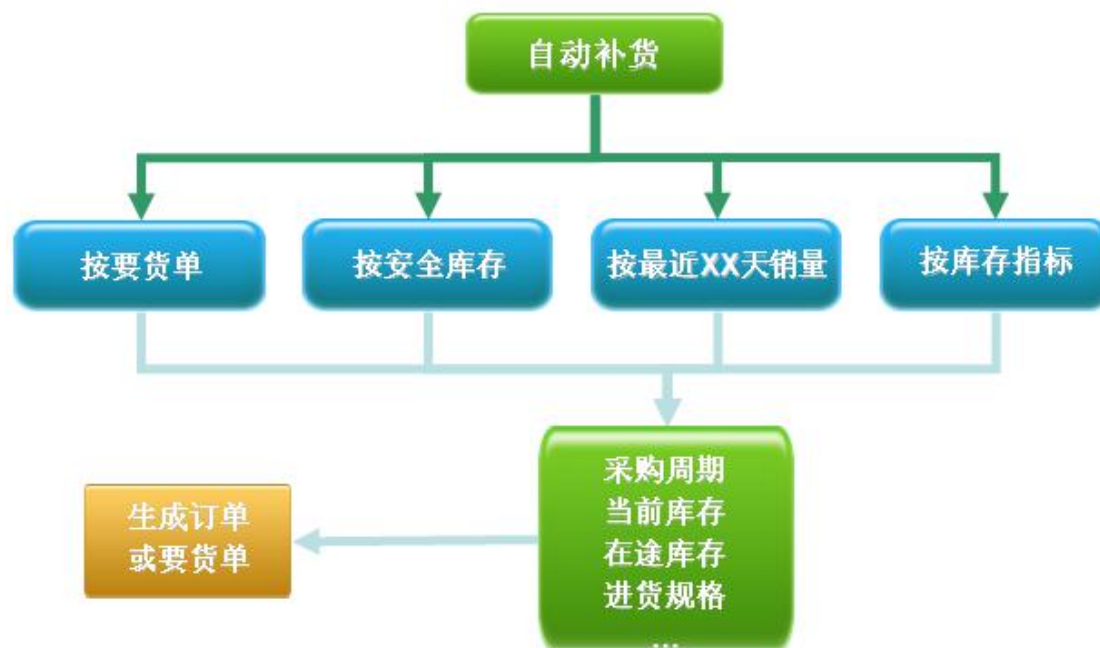 自动补货
按要货单
按安全库存
按最近XX天销量
按库存指标
采购周期
当前库存
在途库存
进货规格
...
生成订单
或要货单